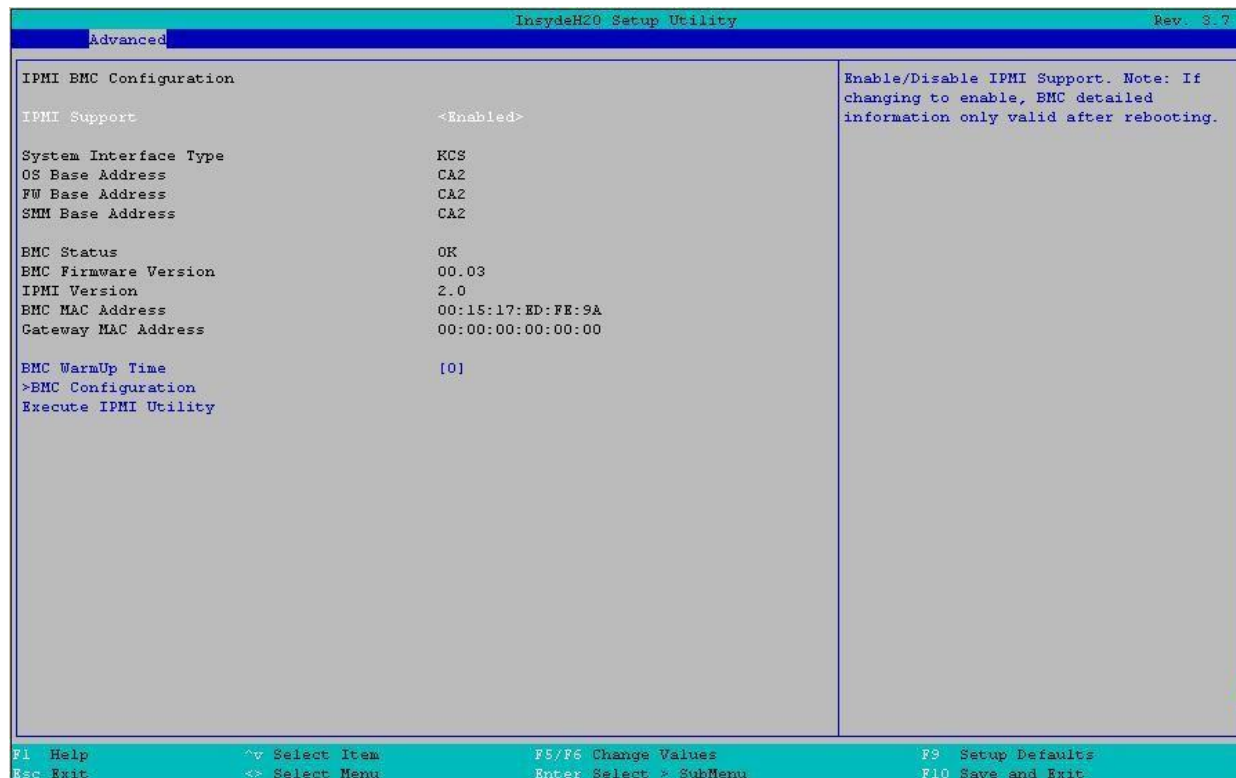 InsydeH20 Setup Utility Rev. 3.7
Advanced
IPMI BMC Configuration
IPMI Support <Enabled>
System Interface Type KCS
OS Base Address CA2
FW Base Address CA2
SMM Base Address CA2
BMC Status OK
BMC Firmware Version 00.03
IPMI Version 2.0
BMC MAC Address 00:15:17:ED:FE:9A
Gateway MAC Address 00:00:00:00:00:00
BMC WarmUp Time [0]
>BMC Configuration
Execute IPMI Utility
Enable/Disable IPMI Support. Note: If
changing to enable, BMC detailed
information only valid after rebooting.
F1 Help ^v Select Item F5/F6 Change Values F9 Setup Defaults
Esc Exit <> Select Menu Enter Select > SubMenu F10 Save and Exit